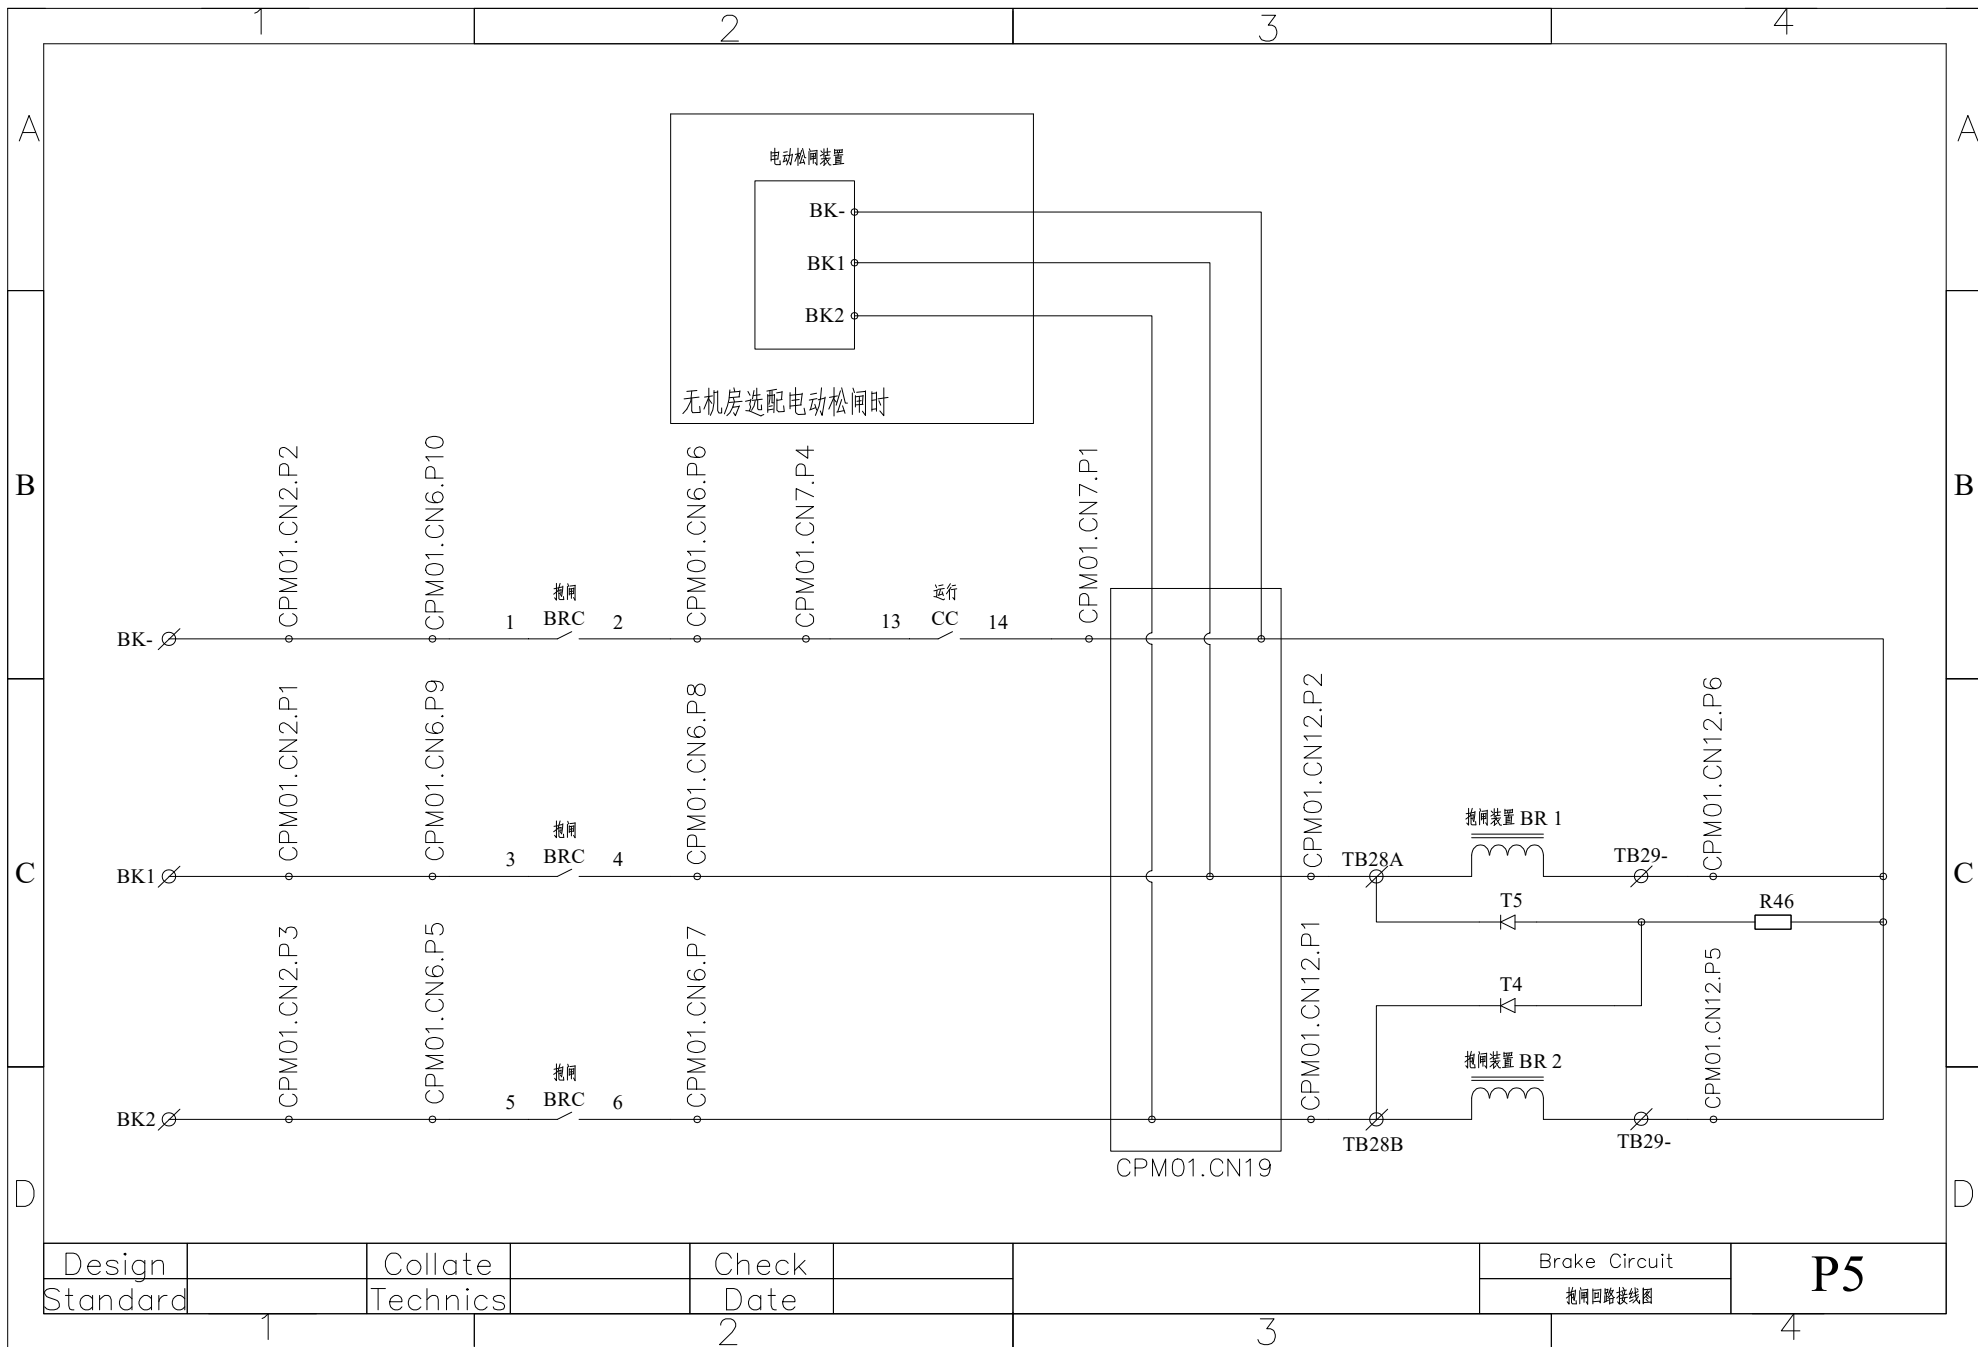 1
2
3
4
A
A
电动松闸装置
BK-
BK1
BK2
无机房选配电动松闸时
B
B
CPM01.CN2.P2
CPM01.CN6.P10
CPM01.CN6.P6
CPM01.CN7.P4
CPM01.CN7.P1
抱闸
运行
BK-
1
BRC
2
13
CC
14
CPM01.CN2.P1
CPM01.CN6.P9
CPM01.CN6.P8
CPM01.CN12.P2
CPM01.CN12.P6
抱闸装置 BR 1
抱闸
C
BK1
3
BRC
4
TB28A
TB29-
C
T5
R46
CPM01.CN2.P3
CPM01.CN6.P5
CPM01.CN6.P7
CPM01.CN12.P1
CPM01.CN12.P5
T4
抱闸装置 BR 2
抱闸
BK2
5
BRC
6
TB28B
TB29-
CPM01.CN19
D
D
Design
Collate
Check
Brake Circuit
P5
Standard
Technics
Date
抱闸回路接线图
1
2
3
4